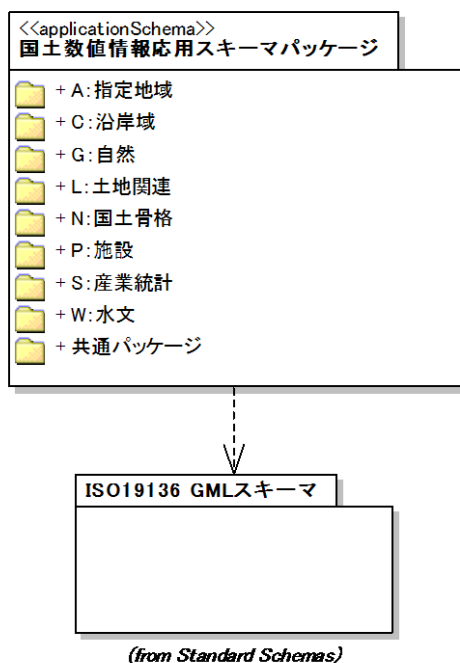 <<applicationSchema>>
国土数値情報応用スキーマパッケージ
+ A:指定地域
+ C:沿岸域
+ G:自然
+ L:土地関連
+ N:国土骨格
+ P:施設
+ S:産業統計
+ W:水文
+ 共通パッケージ
ISO19136 GMLスキーマ
(from Standard Schemas)